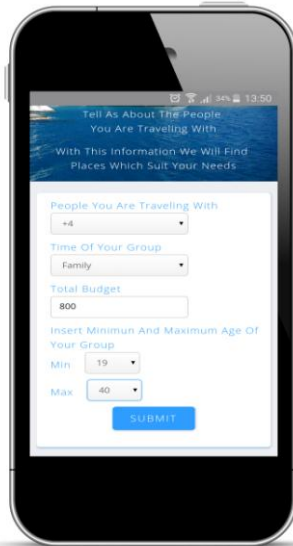 34% 13:50
Tell As About The People
You Are Traveling With
With This Information We Will Find
Places Which Suit Your Needs
People You Are Traveling With
+4
Time Of Your Group
Family
Total Budget
800
Insert Minimun And Maximum Age Of
Your Group
Min 19
Max 40
SUBMIT